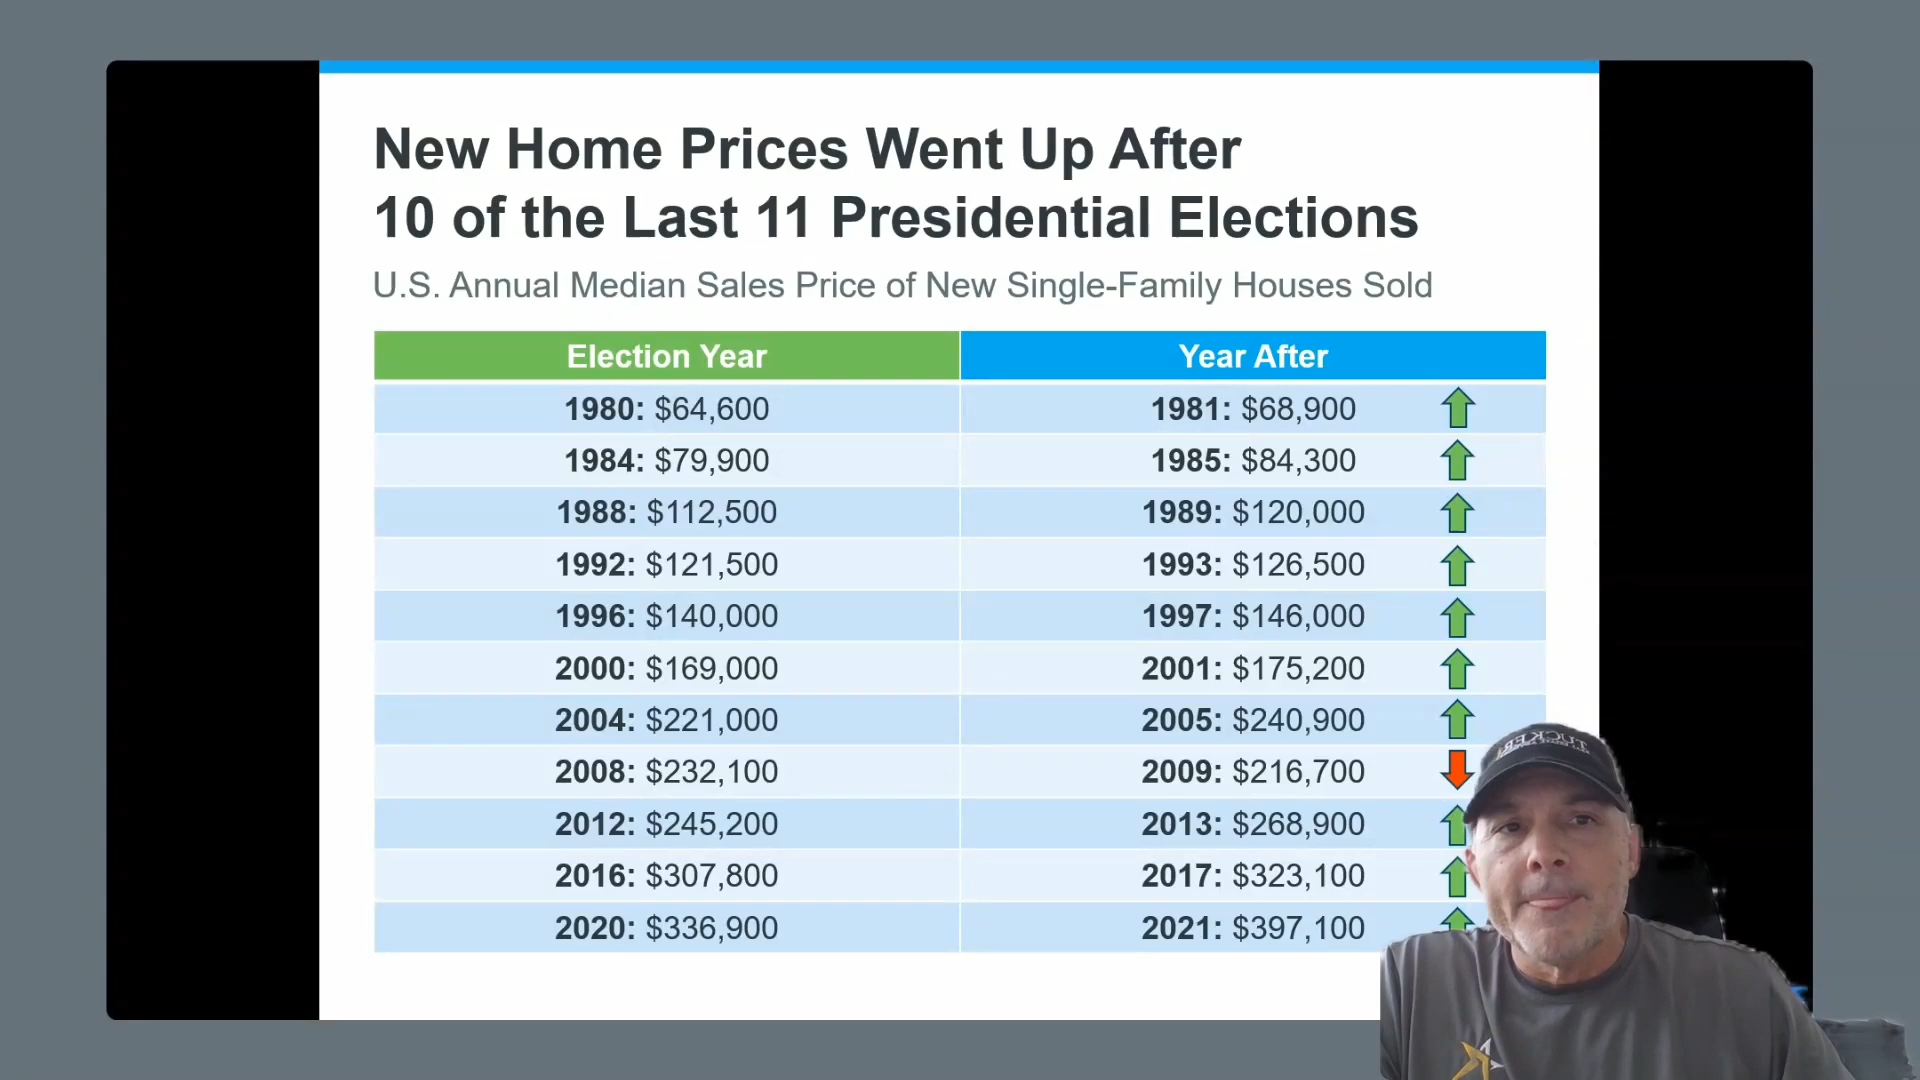 New Home Prices Went Up After
10 of the Last 11 Presidential Elections
U.S. Annual Median Sales Price of New Single-Family Houses Sold
Election Year Year After
1980: $64,600 1981: $68,900
1984: $79,900 1985: $84,300
1988: $112,500 1989: $120,000
1992: $121,500 1993: $126,500
1996: $140,000 1997: $146,000
2000: $169,000 2001: $175,200
2004: $221,000 2005: $240,900
2008: $232,100 2009: $216,700
2012: $245,200 2013: $268,900
2016: $307,800 2017: $323,100
2020: $336,900 2021: $397,100
TUCKER